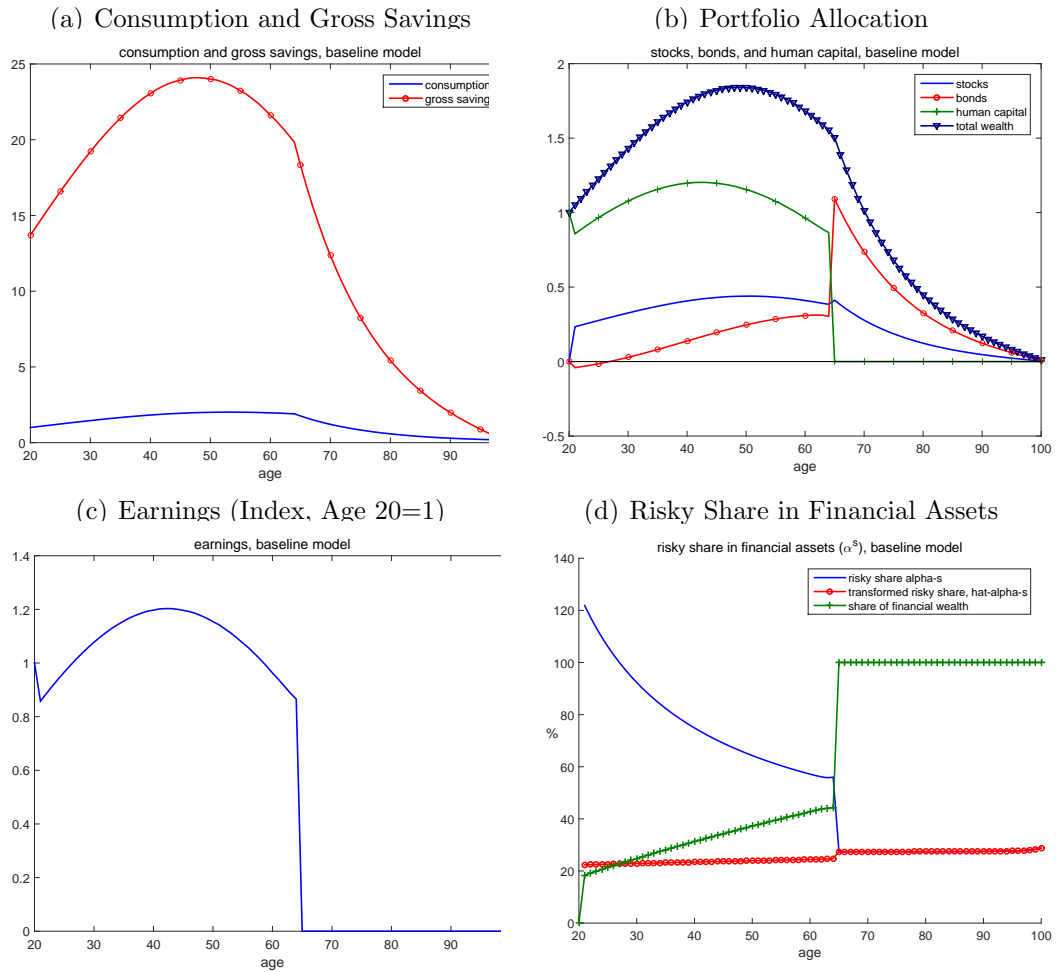 (a) Consumption and Gross Savings
consumption and gross savings, baseline model
25
20
15
10
5
0
consumption
gross saving
20 30 40 50 60 70 80 90
age
(b) Portfolio Allocation
stocks, bonds, and human capital, baseline model
2
1.5
1
0.5
0
-0.5
stocks
bonds
human capital
total wealth
20 30 40 50 60 70 80 90 100
age
(c) Earnings (Index, Age 20=1)
earnings, baseline model
1.4
1.2
1
0.8
0.6
0.4
0.2
0
20 30 40 50 60 70 80 90
age
(d) Risky Share in Financial Assets
risky share in financial assets (α^s), baseline model
140
120
100
80
60
40
20
0
%
risky share alpha-s
transformed risky share, hat-alpha-s
share of financial wealth
20 30 40 50 60 70 80 90 100
age